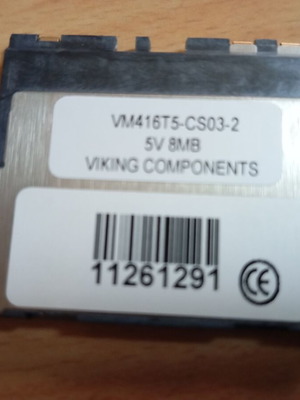 VM416T5-CS03-2
5V 8MB
VIKING COMPONENTS
11261291
CE